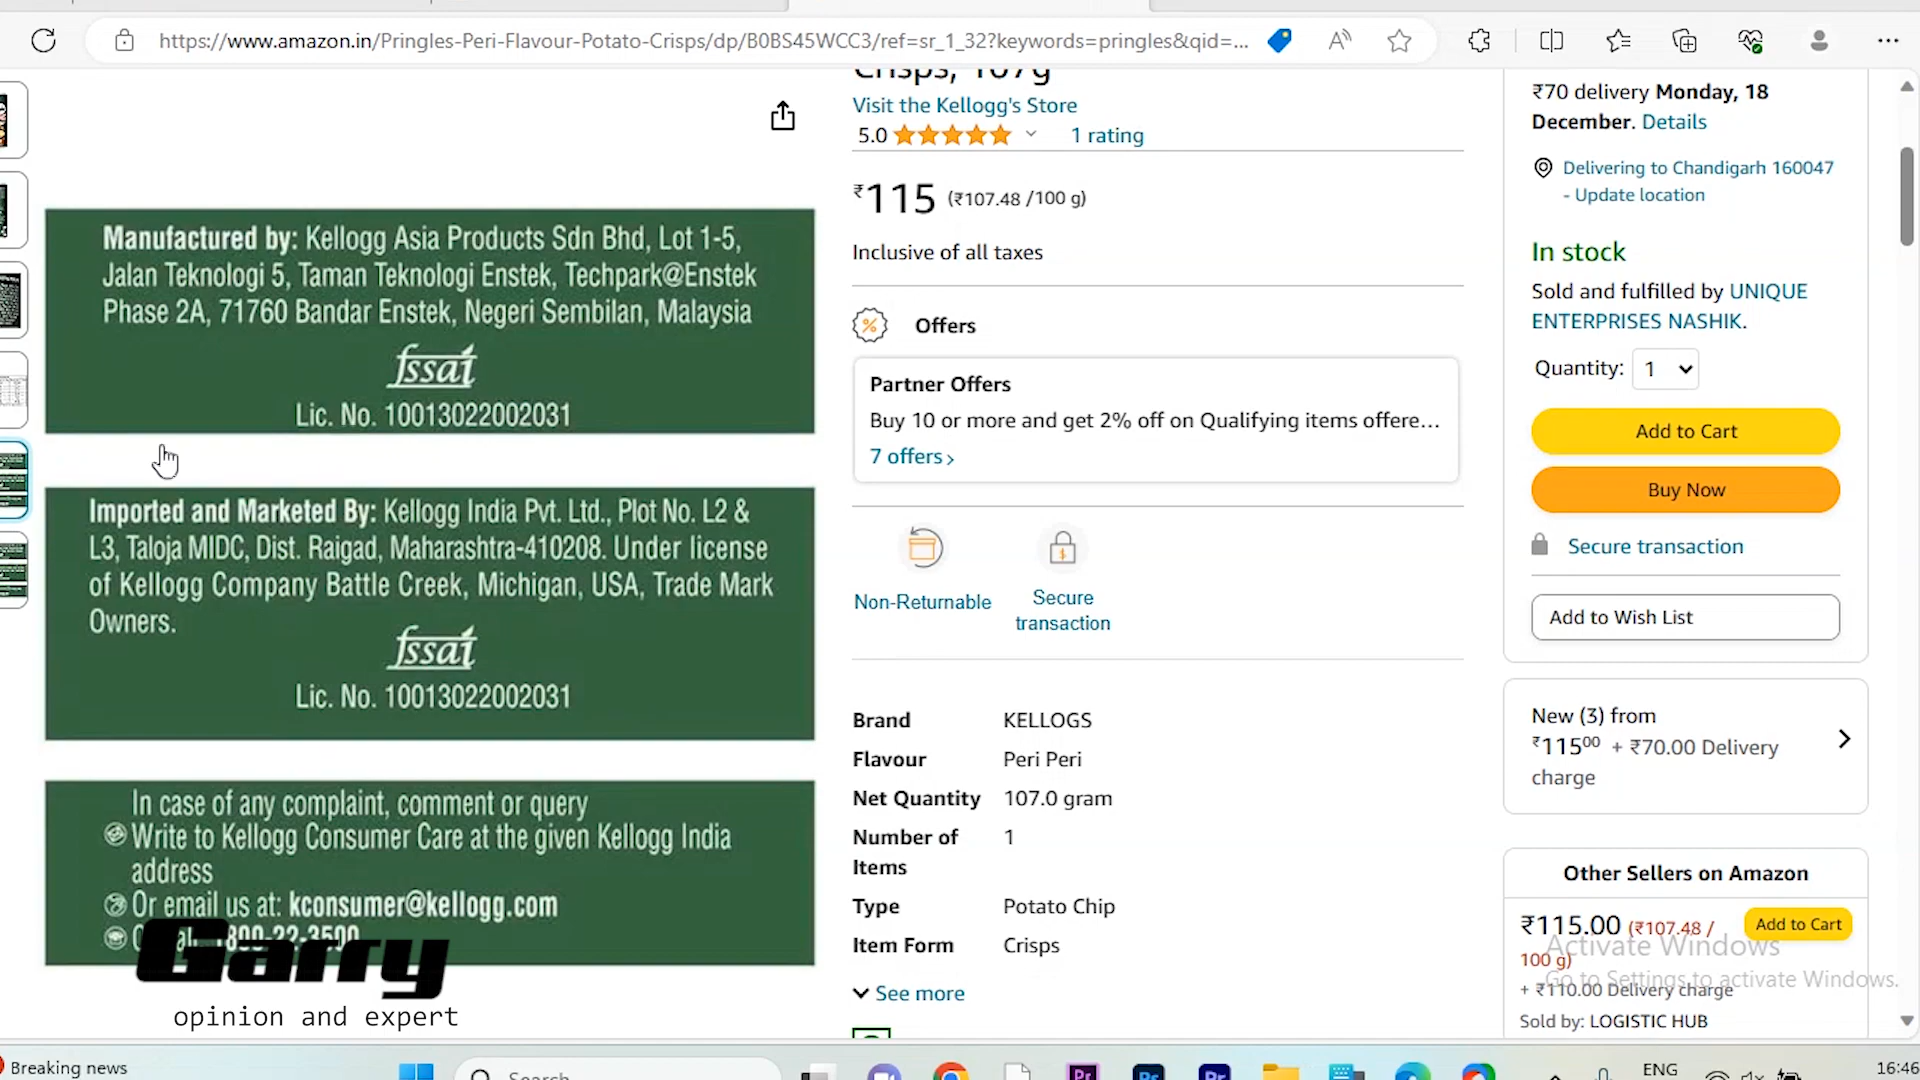 https://www.amazon.in/Pringles-Peri-Flavour-Potato-Crisps/dp/B0BS45WCC3/ref=sr_1_32?keywords=pringles&qid=...
Manufactured by: Kellogg Asia Products Sdn Bhd, Lot 1-5,
Jalan Teknologi 5, Taman Teknologi Enstek, Techpark@Enstek
Phase 2A, 71760 Bandar Enstek, Negeri Sembilan, Malaysia
fssai
Lic. No. 10013022002031
Imported and Marketed By: Kellogg India Pvt. Ltd., Plot No. L2 &
L3, Taloja MIDC, Dist. Raigad, Maharashtra-410208. Under license
of Kellogg Company Battle Creek, Michigan, USA, Trade Mark
Owners.
fssai
Lic. No. 10013022002031
In case of any complaint, comment or query
Write to Kellogg Consumer Care at the given Kellogg India
address
Or email us at: kconsumer@kellogg.com
1800-22-3500
Garry
opinion and expert
Crisps, 107g
Visit the Kellogg's Store
5.0 1 rating
₹115 (₹107.48 /100 g)
Inclusive of all taxes
Offers
Partner Offers
Buy 10 or more and get 2% off on Qualifying items offere...
7 offers ›
Non-Returnable
Secure
transaction
Brand KELLOGS
Flavour Peri Peri
Net Quantity 107.0 gram
Number of 1
Items
Type Potato Chip
Item Form Crisps
See more
₹70 delivery Monday, 18
December. Details
Delivering to Chandigarh 160047
- Update location
In stock
Sold and fulfilled by UNIQUE
ENTERPRISES NASHIK.
Quantity: 1
Add to Cart
Buy Now
Secure transaction
Add to Wish List
New (3) from
₹11500 + ₹70.00 Delivery
charge
Other Sellers on Amazon
₹115.00 (₹107.48 /
100 g)
Add to Cart
+ ₹110.00 Delivery charge
Sold by: LOGISTIC HUB
Activate Windows
Go to Settings to activate Windows.
Breaking news
Search
ENG
16:46